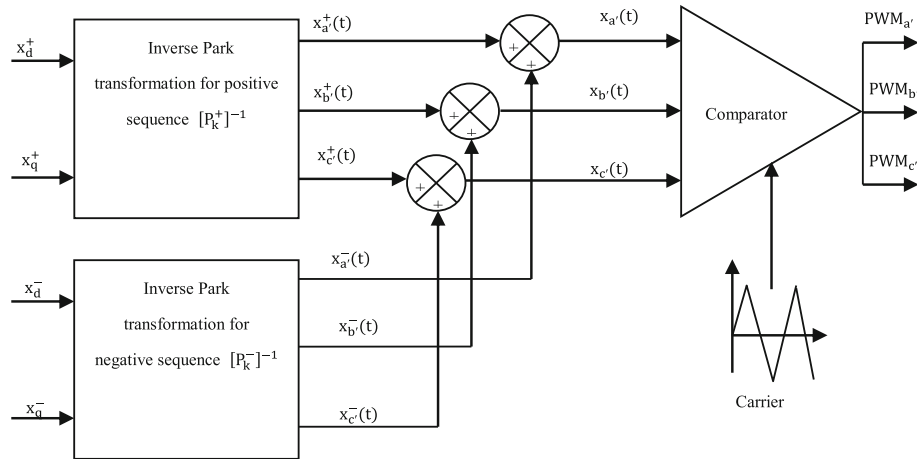 x_d^+
x_q^+
Inverse Park
transformation for positive
sequence [P_k^+]^{-1}
x_{a'}^+(t)
x_{b'}^+(t)
x_{c'}^+(t)
+
+
+
+
+
+
x_{a'}(t)
x_{b'}(t)
x_{c'}(t)
Comparator
PWM_{a'}
PWM_{b'}
PWM_{c'}
x_d^-
x_q^-
Inverse Park
transformation for
negative sequence [P_k^-]^{-1}
x_{a'}^-(t)
x_{b'}^-(t)
x_{c'}^-(t)
Carrier